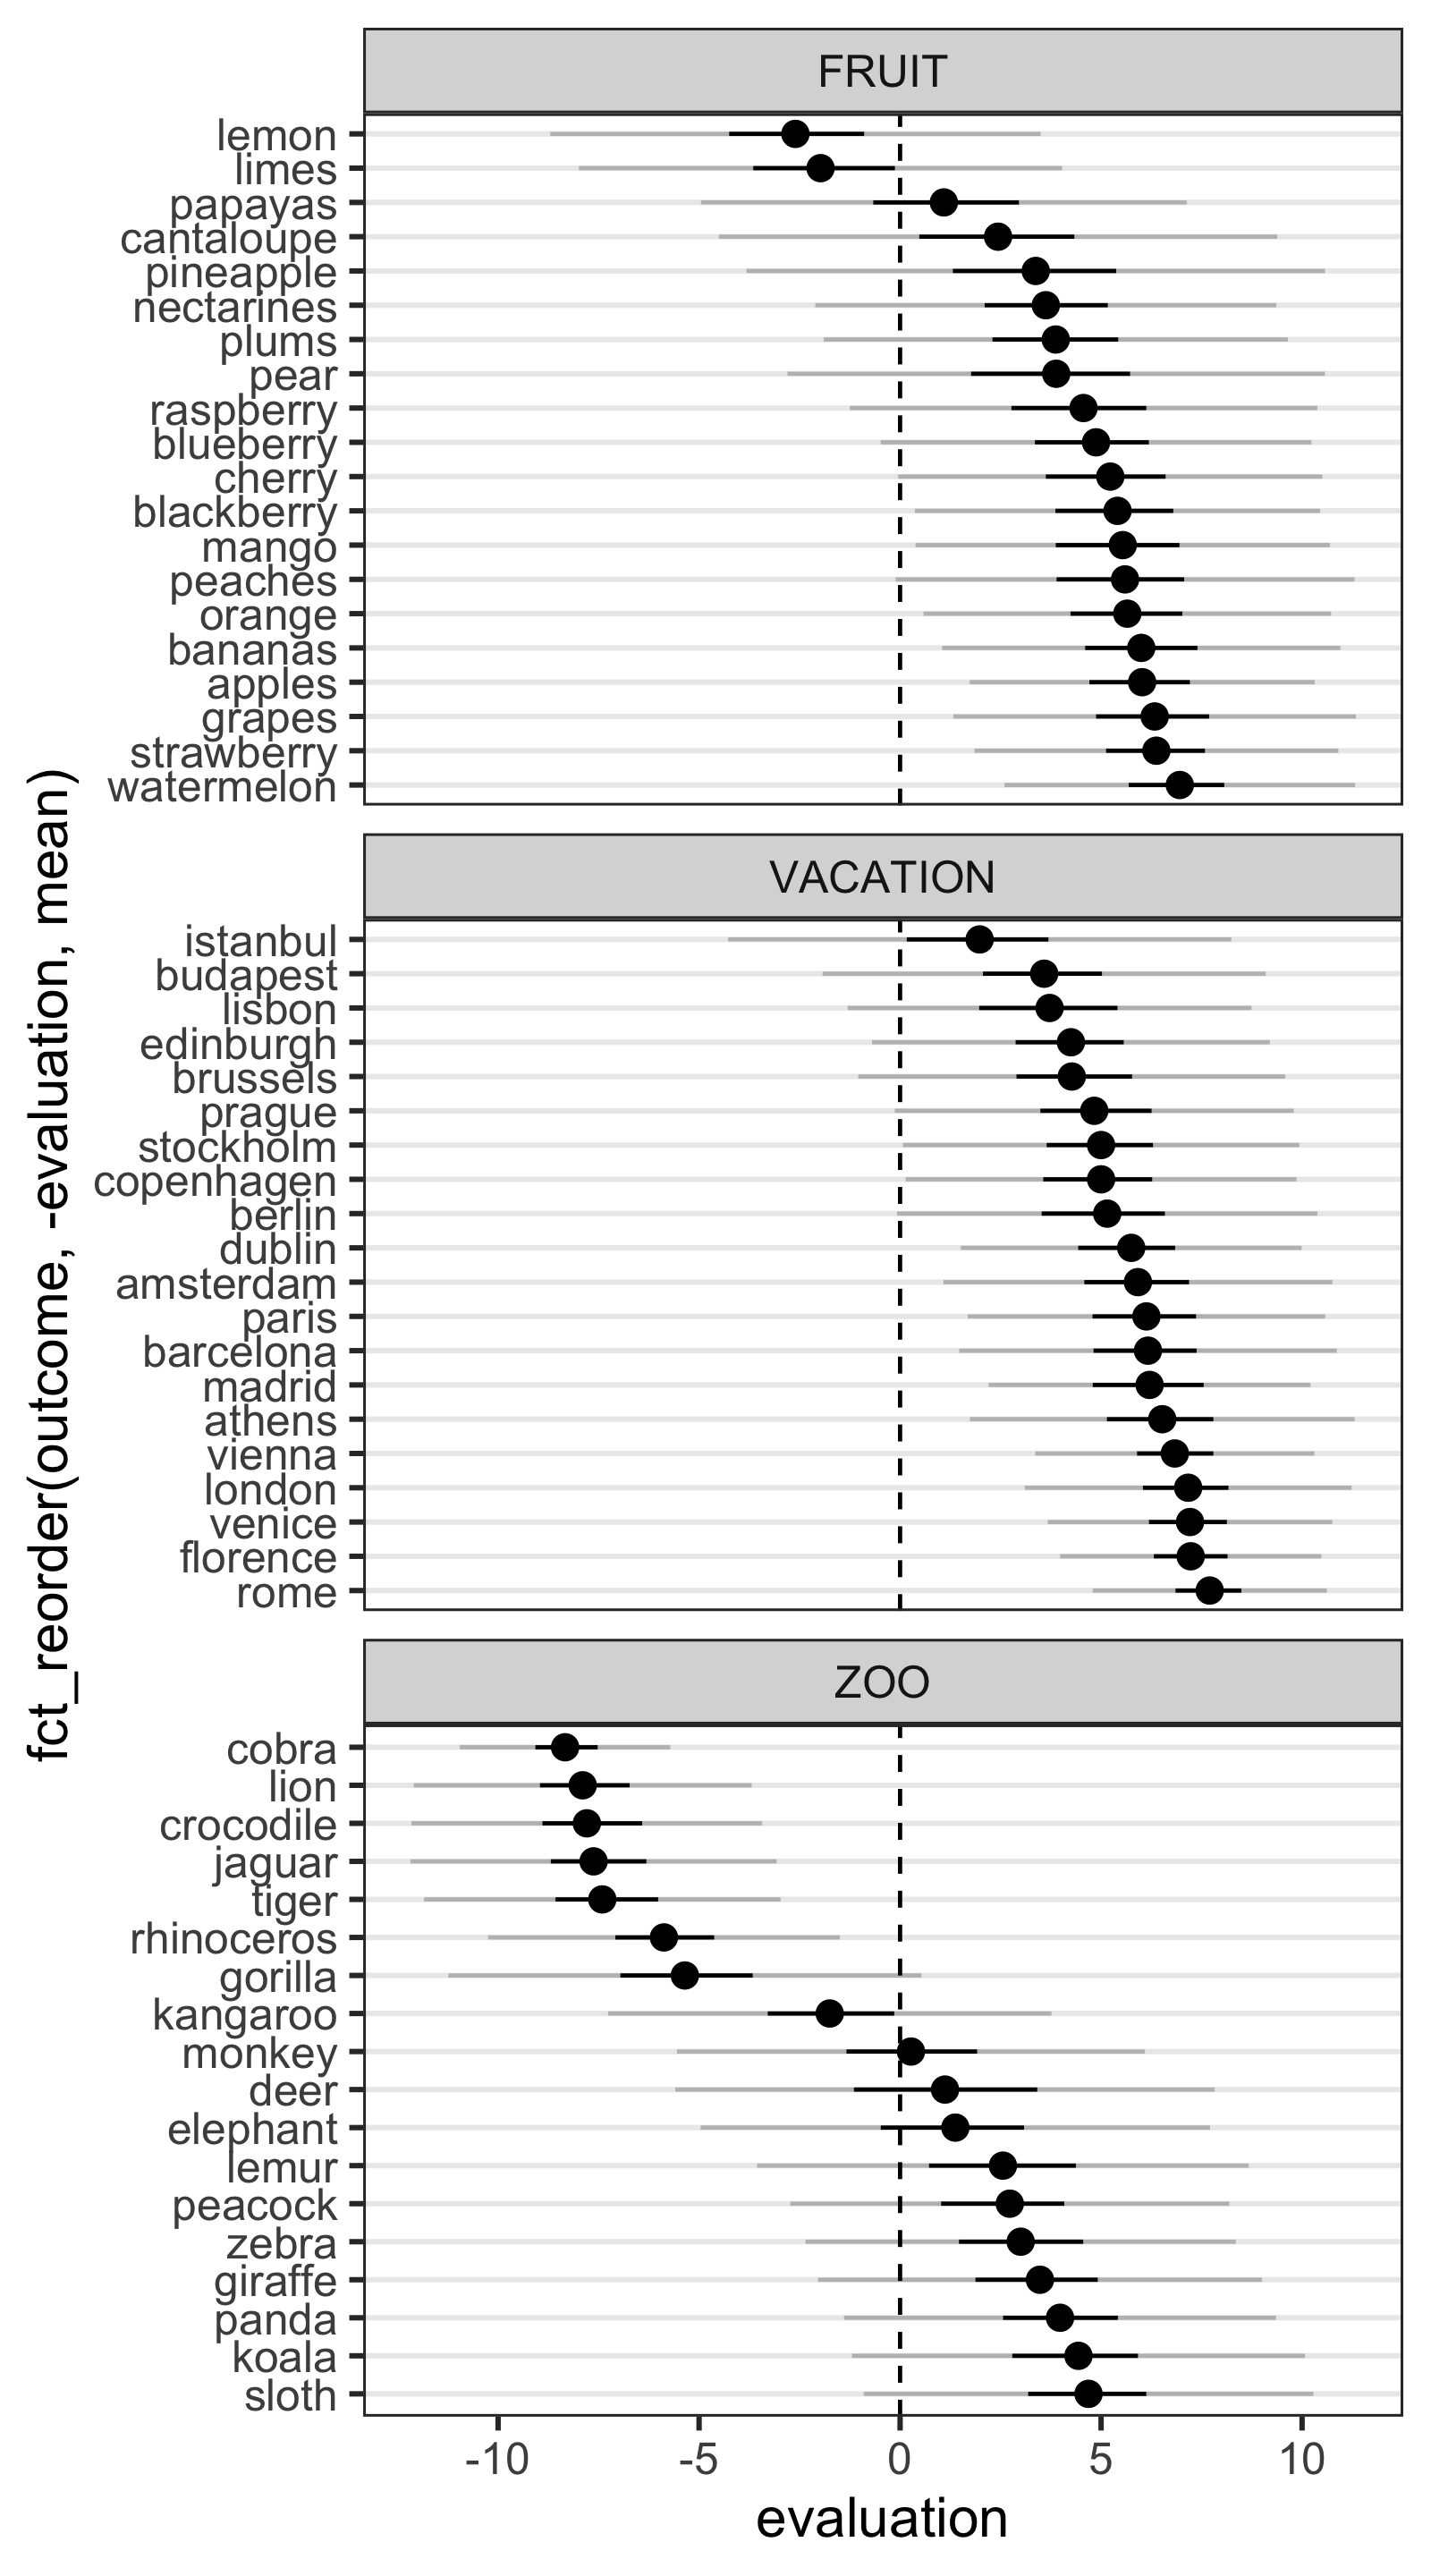 FRUIT
lemon
limes
papayas
cantaloupe
pineapple
nectarines
plums
pear
raspberry
blueberry
cherry
blackberry
mango
peaches
orange
bananas
apples
grapes
strawberry
watermelon
VACATION
istanbul
budapest
lisbon
edinburgh
brussels
prague
stockholm
copenhagen
berlin
dublin
amsterdam
paris
barcelona
madrid
athens
vienna
london
venice
florence
rome
ZOO
cobra
lion
crocodile
jaguar
tiger
rhinoceros
gorilla
kangaroo
monkey
deer
elephant
lemur
peacock
zebra
giraffe
panda
koala
sloth
-10 -5 0 5 10
evaluation
fct_reorder(outcome, -evaluation, mean)